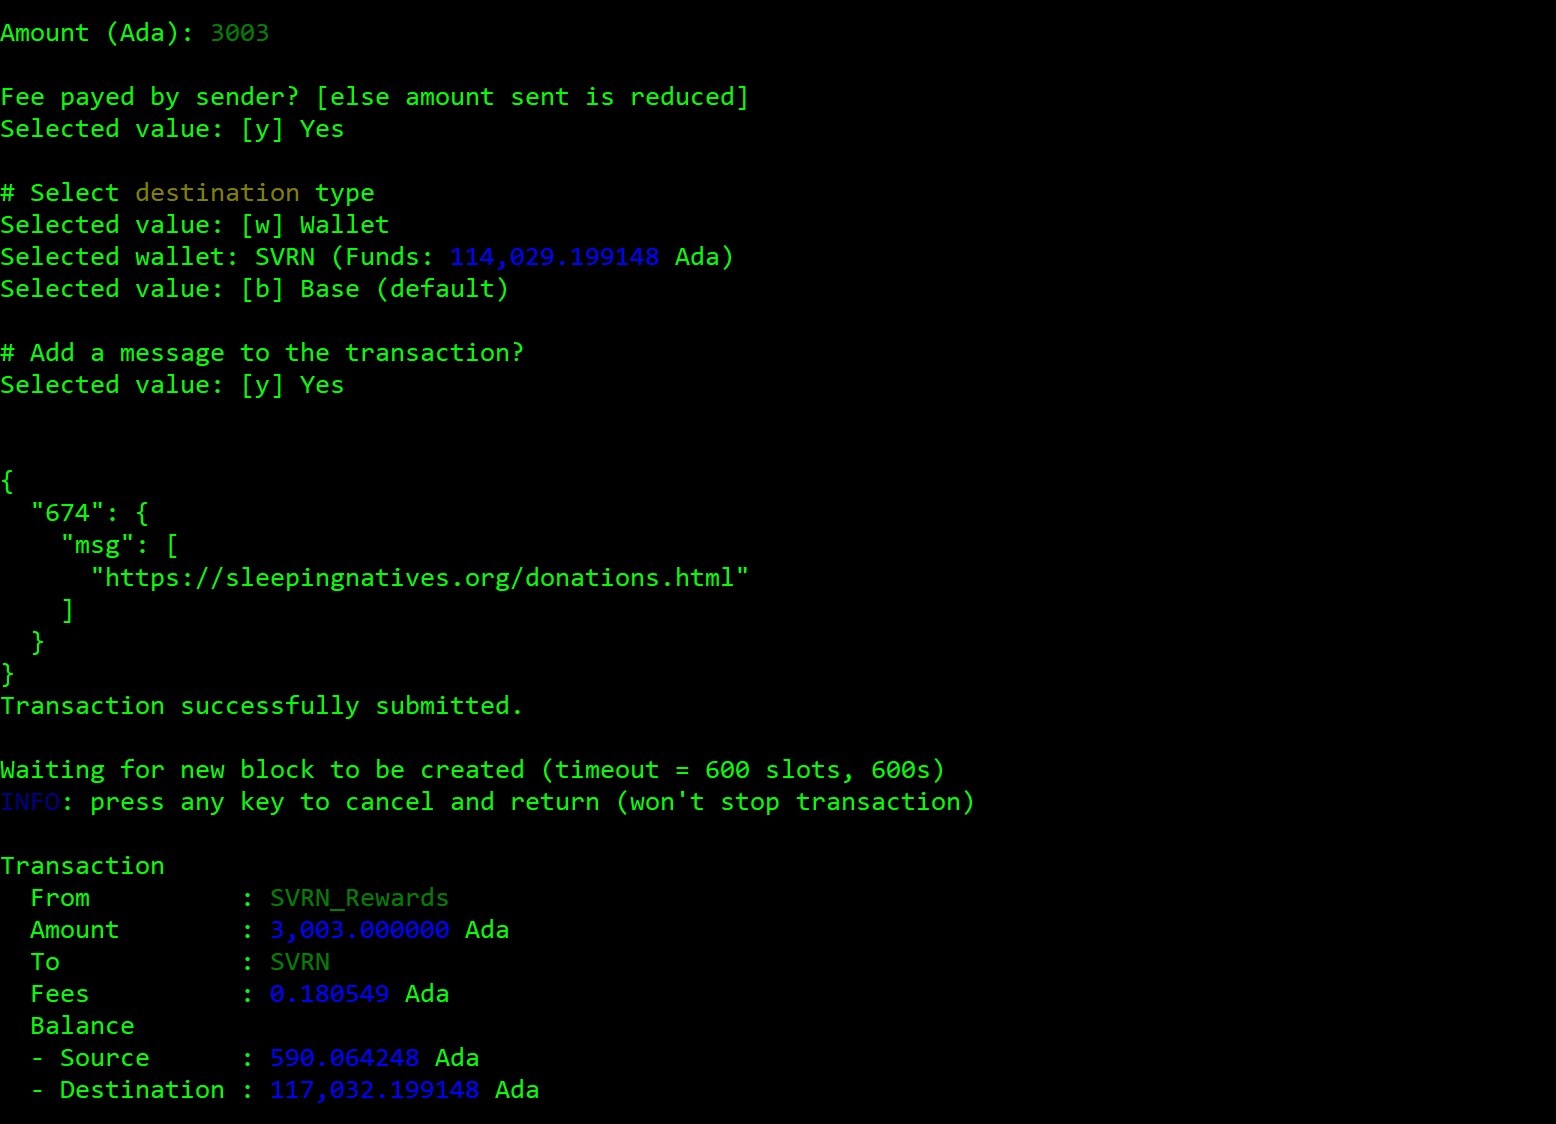 Amount (Ada): 3003
Fee payed by sender? [else amount sent is reduced]
Selected value: [y] Yes
# Select destination type
Selected value: [w] Wallet
Selected wallet: SVRN (Funds: 114,029.199148 Ada)
Selected value: [b] Base (default)
# Add a message to the transaction?
Selected value: [y] Yes
{
  "674": {
    "msg": [
      "https://sleepingnatives.org/donations.html"
    ]
  }
}
Transaction successfully submitted.
Waiting for new block to be created (timeout = 600 slots, 600s)
INFO: press any key to cancel and return (won't stop transaction)
Transaction
  From          : SVRN_Rewards
  Amount        : 3,003.000000 Ada
  To            : SVRN
  Fees          : 0.180549 Ada
  Balance
  - Source      : 590.064248 Ada
  - Destination : 117,032.199148 Ada